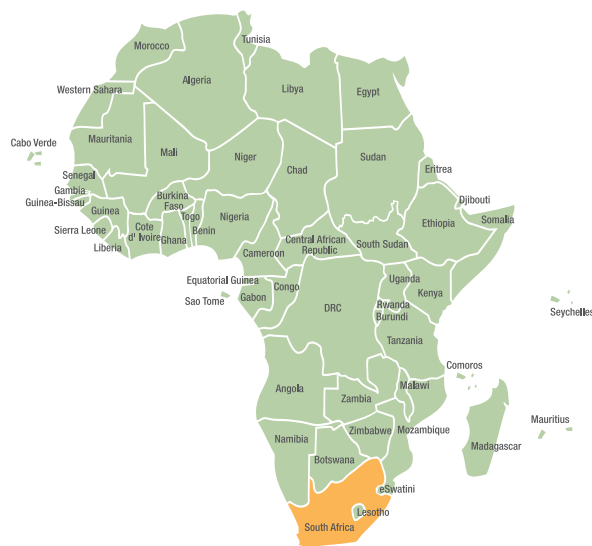 Tunisia
Morocco
Algeria
Libya
Egypt
Western Sahara
Mauritania
Cabo Verde
Mali
Niger
Chad
Sudan
Eritrea
Senegal
Gambia
Guinea-Bissau
Guinea
Burkina
Faso
Djibouti
Somalia
Ethiopia
Sierra Leone
Liberia
Cote
d' Ivoire
Ghana
Togo
Benin
Nigeria
Cameroon
Central African
Republic
South Sudan
Equatorial Guinea
Sao Tome
Gabon
Congo
DRC
Uganda
Kenya
Rwanda
Burundi
Tanzania
Seychelles
Comoros
Angola
Zambia
Malawi
Mozambique
Mauritius
Madagascar
Namibia
Zimbabwe
Botswana
eSwatini
Lesotho
South Africa